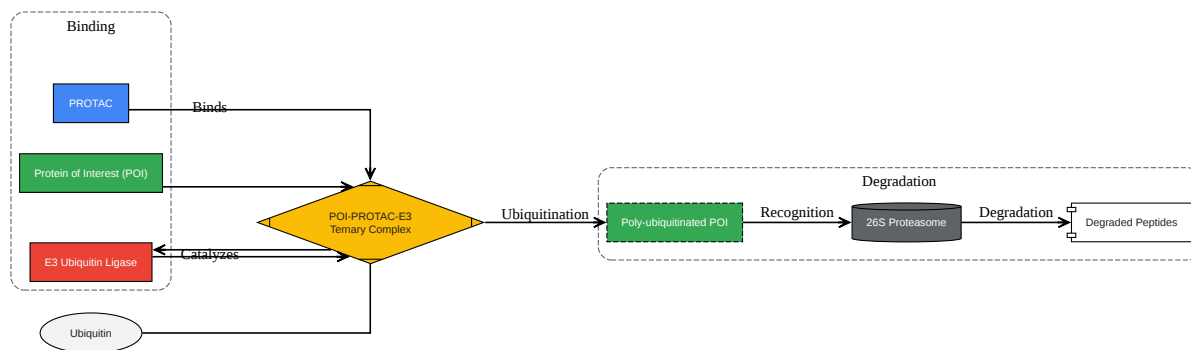 Binding
PROTAC
Binds
Protein of Interest (POI)
E3 Ubiquitin Ligase
Catalyzes
Ubiquitin
POI-PROTAC-E3
Ternary Complex
Ubiquitination
Degradation
Poly-ubiquitinated POI
Recognition
26S Proteasome
Degradation
Degraded Peptides